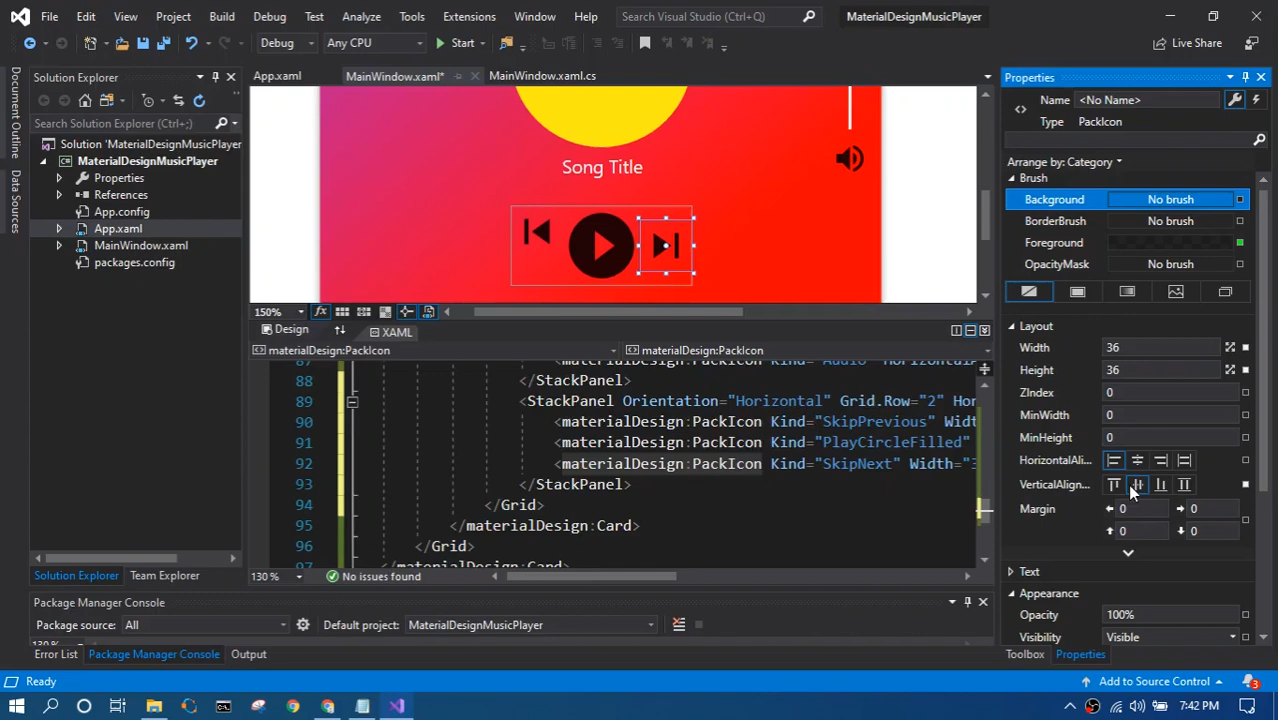 File Edit View Project Build Debug Test Analyze Tools Extensions Window Help Search Visual Studio (Ctrl+Q) MaterialDesignMusicPlayer
Debug Any CPU Start Live Share
Document Outline
Data Sources
Solution Explorer
Search Solution Explorer (Ctrl+;)
Solution 'MaterialDesignMusicPlayer
MaterialDesignMusicPlayer
Properties
References
App.config
App.xaml
MainWindow.xaml
packages.config
Solution Explorer Team Explorer
App.xaml MainWindow.xaml* MainWindow.xaml.cs
Song Title
150% fx
Design XAML
materialDesign:PackIcon materialDesign:PackIcon
88 </StackPanel>
89 <StackPanel Orientation="Horizontal" Grid.Row="2" Hor
90 <materialDesign:PackIcon Kind="SkipPrevious" Widt
91 <materialDesign:PackIcon Kind="PlayCircleFilled"
92 <materialDesign:PackIcon Kind="SkipNext" Width="3
93 </StackPanel>
94 </Grid>
95 </materialDesign:Card>
96 </Grid>
130 % No issues found
Properties
Name <No Name>
Type PackIcon
Arrange by: Category
Brush
Background No brush
BorderBrush No brush
Foreground
OpacityMask No brush
Layout
Width 36
Height 36
ZIndex 0
MinWidth 0
MinHeight 0
HorizontalAli...
VerticalAlignm...
Margin 0 0
0 0
Text
Appearance
Opacity 100%
Visibility Visible
Toolbox Properties
Package Manager Console
Package source: All Default project: MaterialDesignMusicPlayer
Error List Package Manager Console Output
Ready Add to Source Control 3
7:42 PM